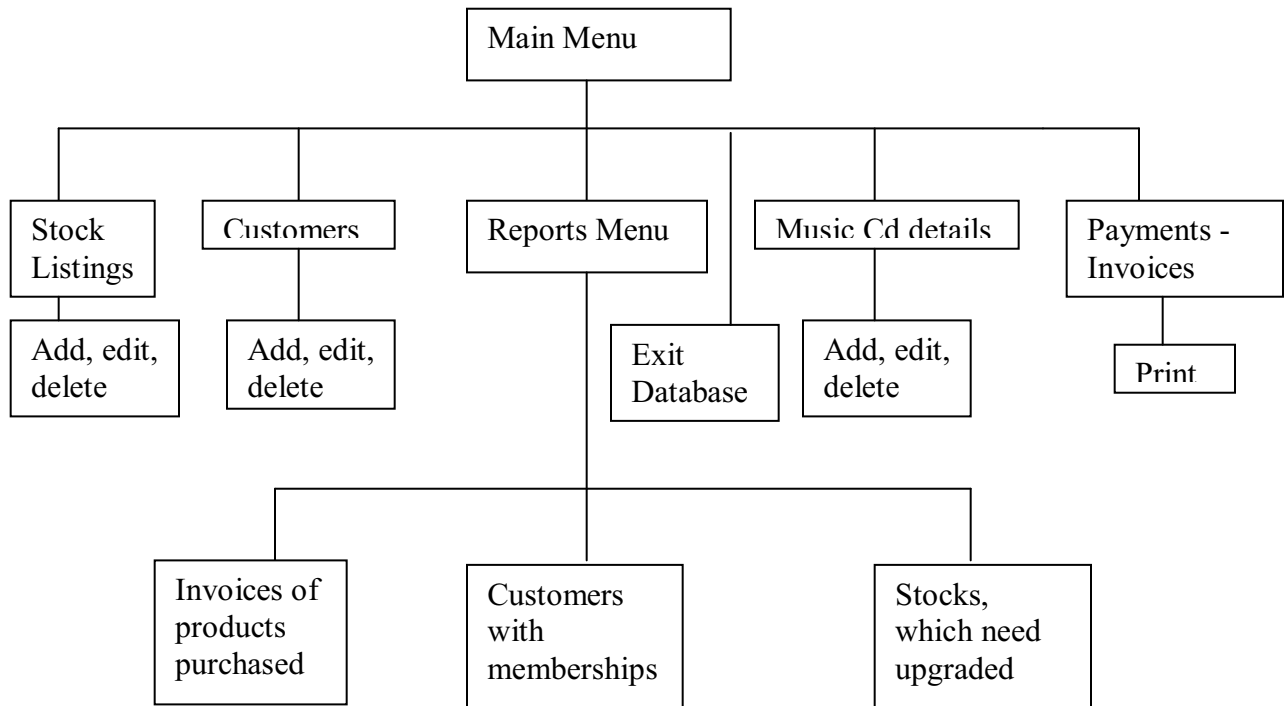 Main Menu
Stock
Listings
Customers
Reports Menu
Music Cd details
Payments -
Invoices
Add, edit,
delete
Add, edit,
delete
Exit
Database
Add, edit,
delete
Print
Invoices of
products
purchased
Customers
with
memberships
Stocks,
which need
upgraded